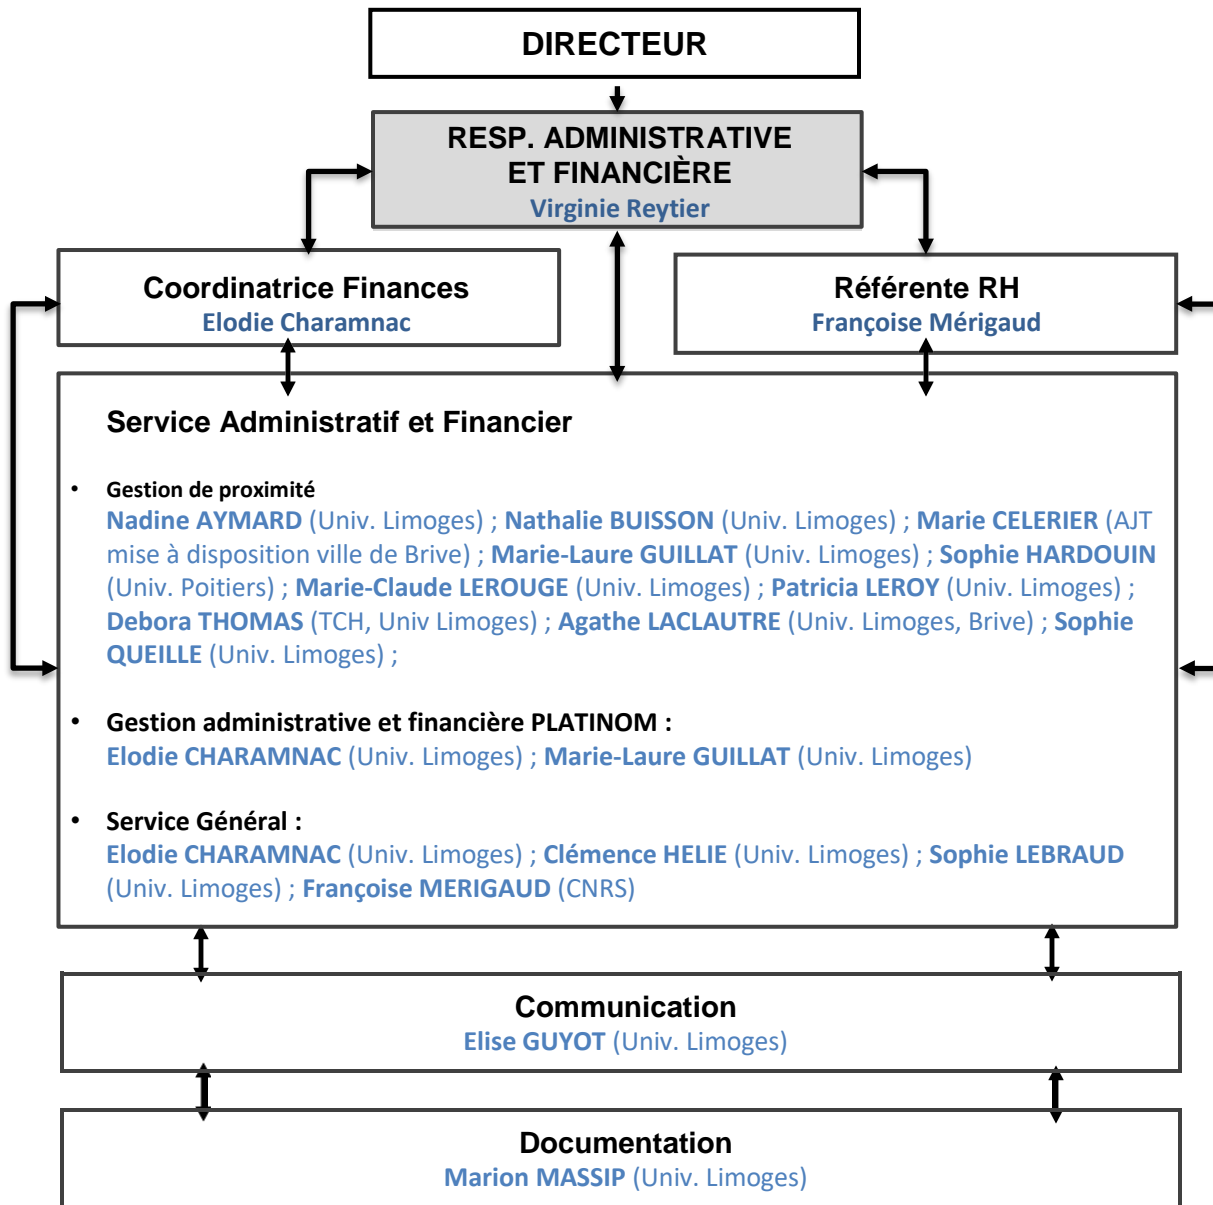 DIRECTEUR
RESP. ADMINISTRATIVE
ET FINANCIÈRE
Virginie Reytier
Coordinatrice Finances
Elodie Charamnac
Référente RH
Françoise Mérigaud
Service Administratif et Financier
• Gestion de proximité
Nadine AYMARD (Univ. Limoges) ; Nathalie BUISSON (Univ. Limoges) ; Marie CELERIER (AJT
mise à disposition ville de Brive) ; Marie-Laure GUILLAT (Univ. Limoges) ; Sophie HARDOUIN
(Univ. Poitiers) ; Marie-Claude LEROUGE (Univ. Limoges) ; Patricia LEROY (Univ. Limoges) ;
Debora THOMAS (TCH, Univ Limoges) ; Agathe LACLAUTRE (Univ. Limoges, Brive) ; Sophie
QUEILLE (Univ. Limoges) ;
• Gestion administrative et financière PLATINOM :
Elodie CHARAMNAC (Univ. Limoges) ; Marie-Laure GUILLAT (Univ. Limoges)
• Service Général :
Elodie CHARAMNAC (Univ. Limoges) ; Clémence HELIE (Univ. Limoges) ; Sophie LEBRAUD
(Univ. Limoges) ; Françoise MERIGAUD (CNRS)
Communication
Elise GUYOT (Univ. Limoges)
Documentation
Marion MASSIP (Univ. Limoges)